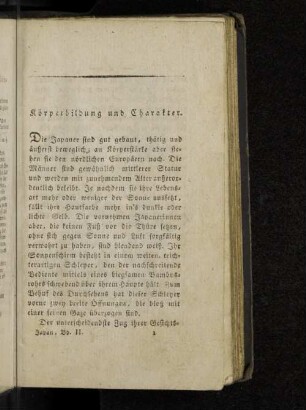 Körperbildung und Charakter.
Die Japaner sind gut gebaut, thätig und
äußerst beweglich; an Körperstärke aber ste-
hen sie den nördlichen Europäern nach. Die
Männer sind gewöhnlich mittlerer Statur
und werden mit zunehmendem Alter außeror-
dentlich beleibt. Je nachdem sie ihre Lebens-
art mehr oder weniger der Sonne aussetzt,
fällt ihre Hautfarbe mehr in's dunkle oder
lichte Gelb. Die vornehmen Japanerinnen
aber, die keinen Fuß vor die Thüre setzen,
ohne sich gegen Sonne und Luft sorgfältig
verwahrt zu haben, sind blendend weiß. Ihr
Sonnenschirm besteht in einem weiten, trich-
terartigen Schleyer, den der nachschreitende
Bediente mittels eines biegsamen Bambus-
rohres schwebend über ihrem Haupte hält. Zum
Behuf des Durchsehens hat dieser Schleyer
vorne zwey breite Öffnungen, die dieß mit
einer feinen Gaze überzogen sind.
Der unterscheidendste Zug ihrer Gesichts-
Japan, Bd. II. 1